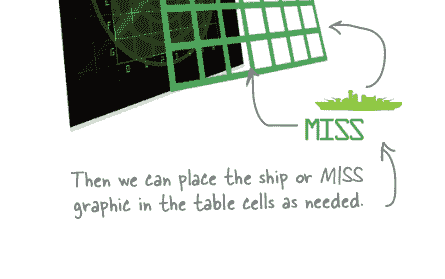 F
G
G
MISS
Then we can place the ship or MISS
graphic in the table cells as needed.